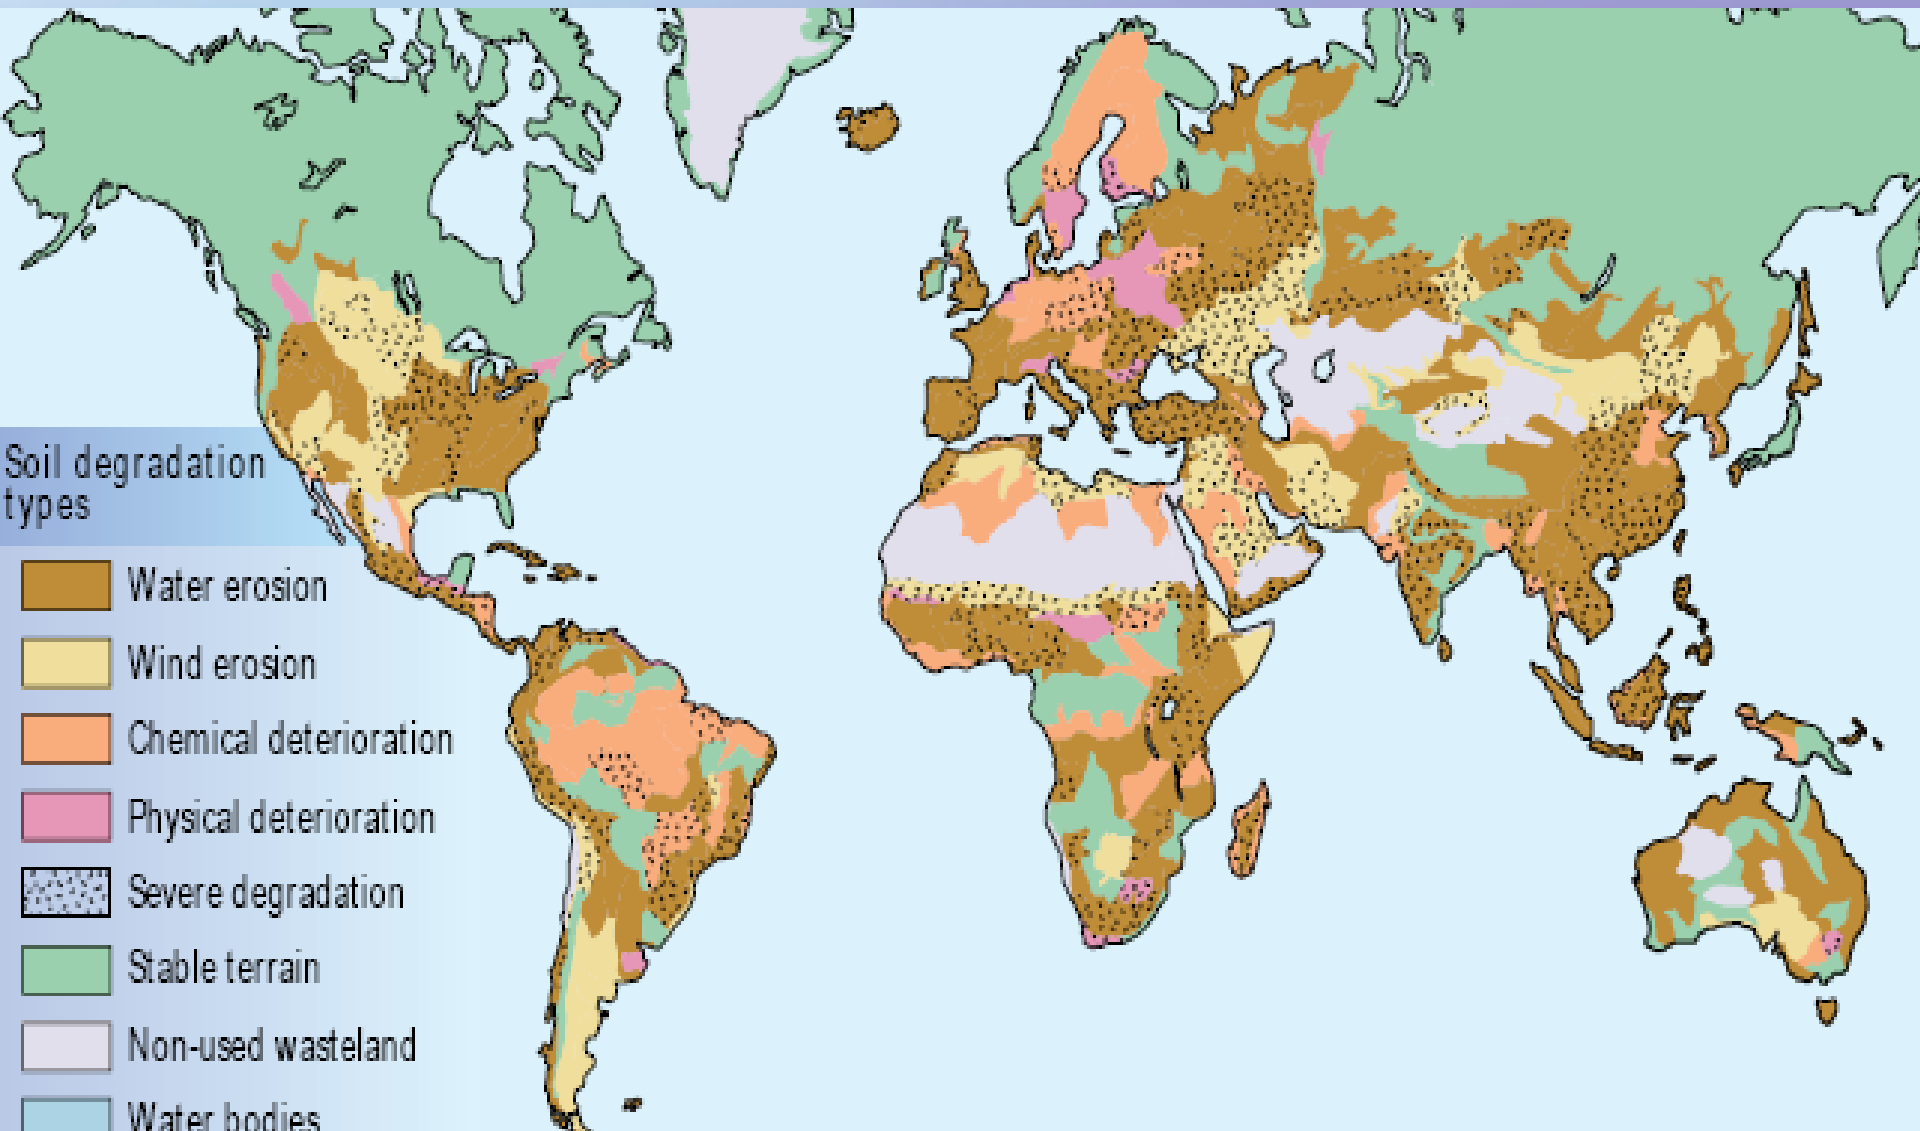 Soil degradation
types
Water erosion
Wind erosion
Chemical deterioration
Physical deterioration
Severe degradation
Stable terrain
Non-used wasteland
Water bodies